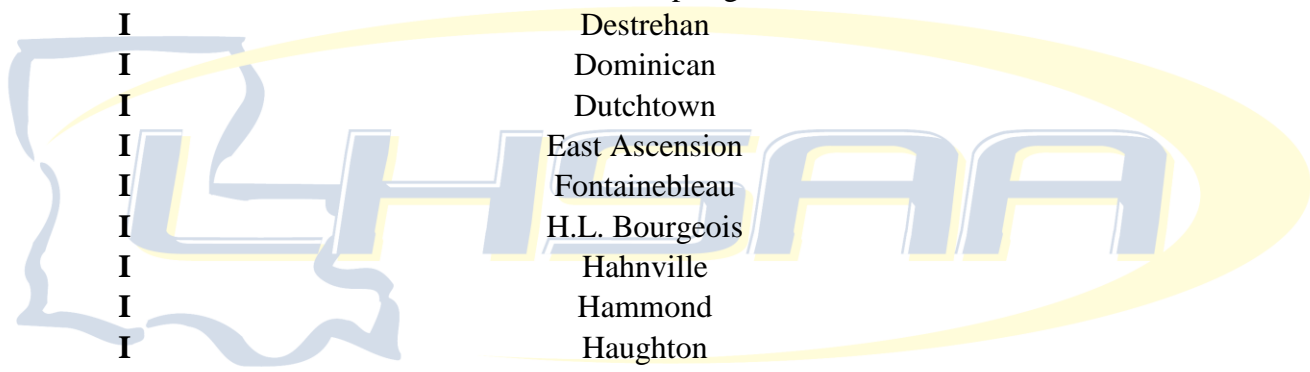 I Destrehan
I Dominican
I Dutchtown
I East Ascension
I Fontainebleau
I H.L. Bourgeois
I Hahnville
I Hammond
I Haughton
LHSAA